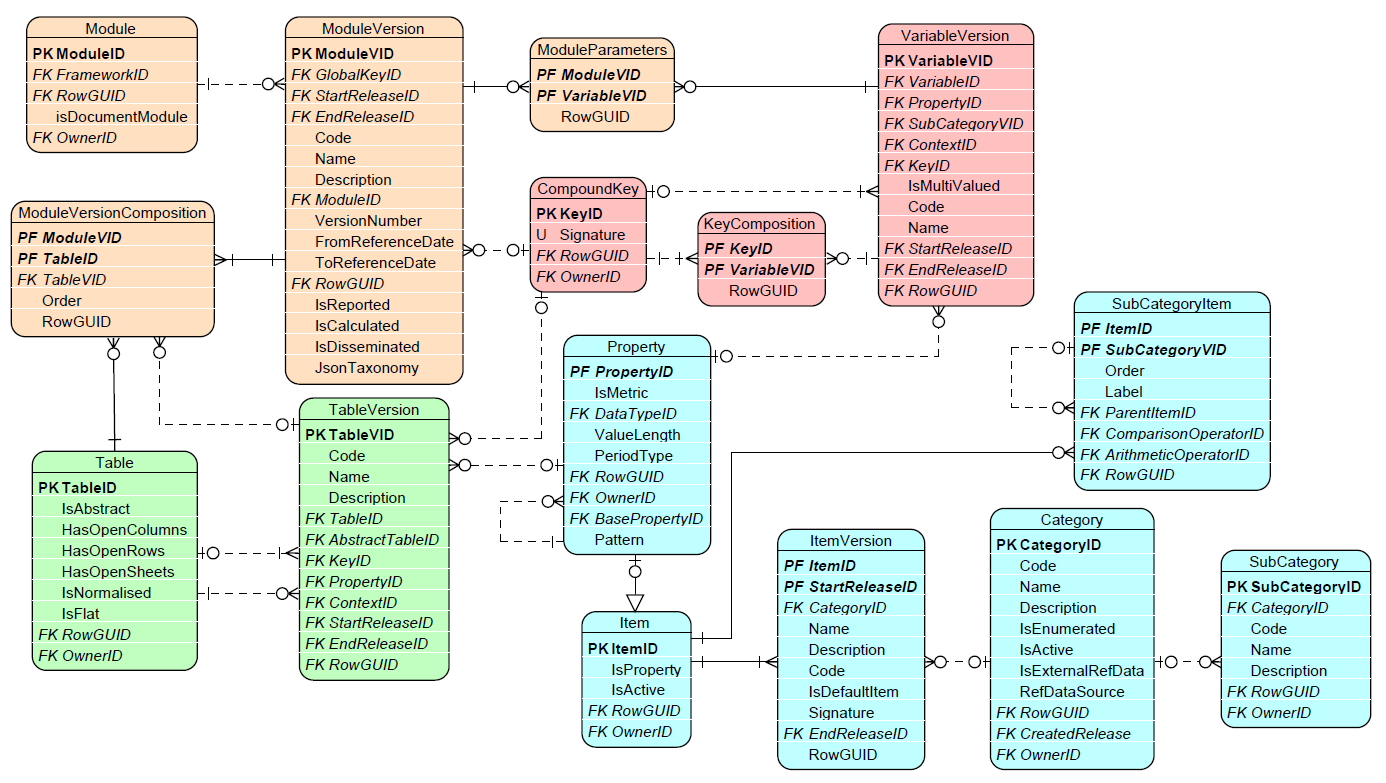 Module
PK ModuleID
FK FrameworkID
FK RowGUID
isDocumentModule
FK OwnerID
ModuleVersion
PK ModuleVID
FK GlobalKeyID
FK StartReleaseID
FK EndReleaseID
Code
Name
Description
FK ModuleID
VersionNumber
FromReferenceDate
ToReferenceDate
FK RowGUID
IsReported
IsCalculated
IsDisseminated
JsonTaxonomy
ModuleParameters
PF ModuleVID
PF VariableVID
RowGUID
VariableVersion
PK VariableVID
FK VariableID
FK PropertyID
FK SubCategoryVID
FK ContextID
FK KeyID
IsMultiValued
Code
Name
FK StartReleaseID
FK EndReleaseID
FK RowGUID
ModuleVersionComposition
PF ModuleVID
PF TableID
FK TableVID
Order
RowGUID
CompoundKey
PK KeyID
U Signature
FK RowGUID
FK OwnerID
KeyComposition
PF KeyID
PF VariableVID
RowGUID
SubCategoryItem
PF ItemID
PF SubCategoryVID
Order
Label
FK ParentItemID
FK ComparisonOperatorID
FK ArithmeticOperatorID
FK RowGUID
Property
PF PropertyID
IsMetric
FK DataTypeID
ValueLength
PeriodType
FK RowGUID
FK OwnerID
FK BasePropertyID
Pattern
TableVersion
PK TableVID
Code
Name
Description
FK TableID
FK AbstractTableID
FK KeyID
FK PropertyID
FK ContextID
FK StartReleaseID
FK EndReleaseID
FK RowGUID
Table
PK TableID
IsAbstract
HasOpenColumns
HasOpenRows
HasOpenSheets
IsNormalised
IsFlat
FK RowGUID
FK OwnerID
Item
PK ItemID
IsProperty
IsActive
FK RowGUID
FK OwnerID
ItemVersion
PF ItemID
PF StartReleaseID
FK CategoryID
Name
Description
Code
IsDefaultItem
Signature
FK EndReleaseID
RowGUID
Category
PK CategoryID
Code
Name
Description
IsEnumerated
IsActive
IsExternalRefData
RefDataSource
FK RowGUID
FK CreatedRelease
FK OwnerID
SubCategory
PK SubCategoryID
FK CategoryID
Code
Name
Description
FK RowGUID
FK OwnerID